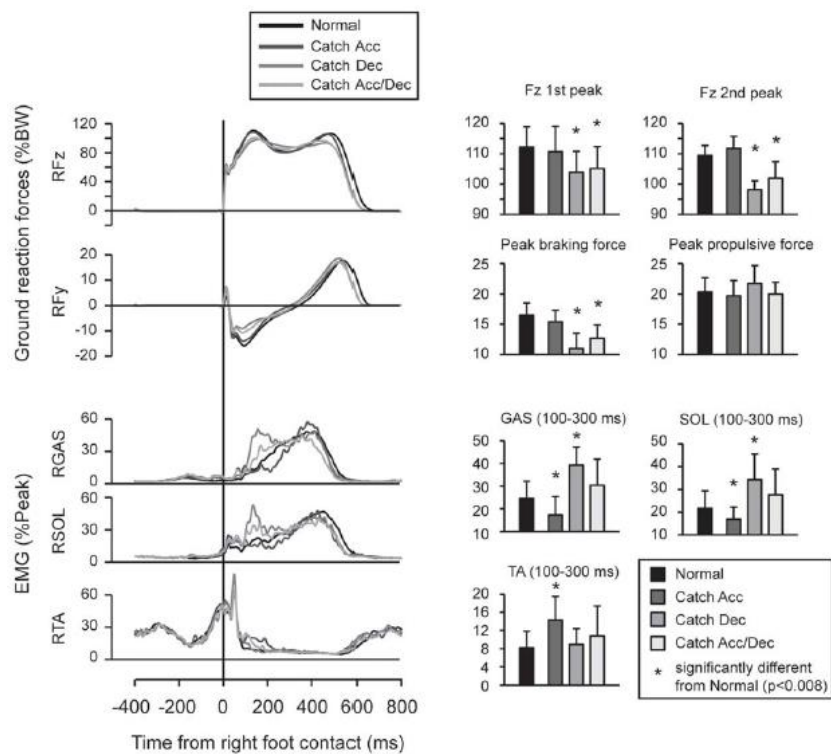 Normal
Catch Acc
Catch Dec
Catch Acc/Dec
Ground reaction forces (%BW)
RFz
120
80
40
0
RFy
20
10
0
-10
-20
EMG (%Peak)
RGAS
60
30
0
RSOL
60
30
0
RTA
60
30
0
-400 -200 0 200 400 600 800
Time from right foot contact (ms)
Fz 1st peak
120
110
100
90
* *
Fz 2nd peak
120
110
100
90
* *
Peak braking force
25
20
15
10
* *
Peak propulsive force
25
20
15
10
GAS (100-300 ms)
50
40
30
20
10
* *
SOL (100-300 ms)
50
40
30
20
10
* *
TA (100-300 ms)
20
16
12
8
4
0
*
Normal
Catch Acc
Catch Dec
Catch Acc/Dec
* significantly different
from Normal (p<0.008)